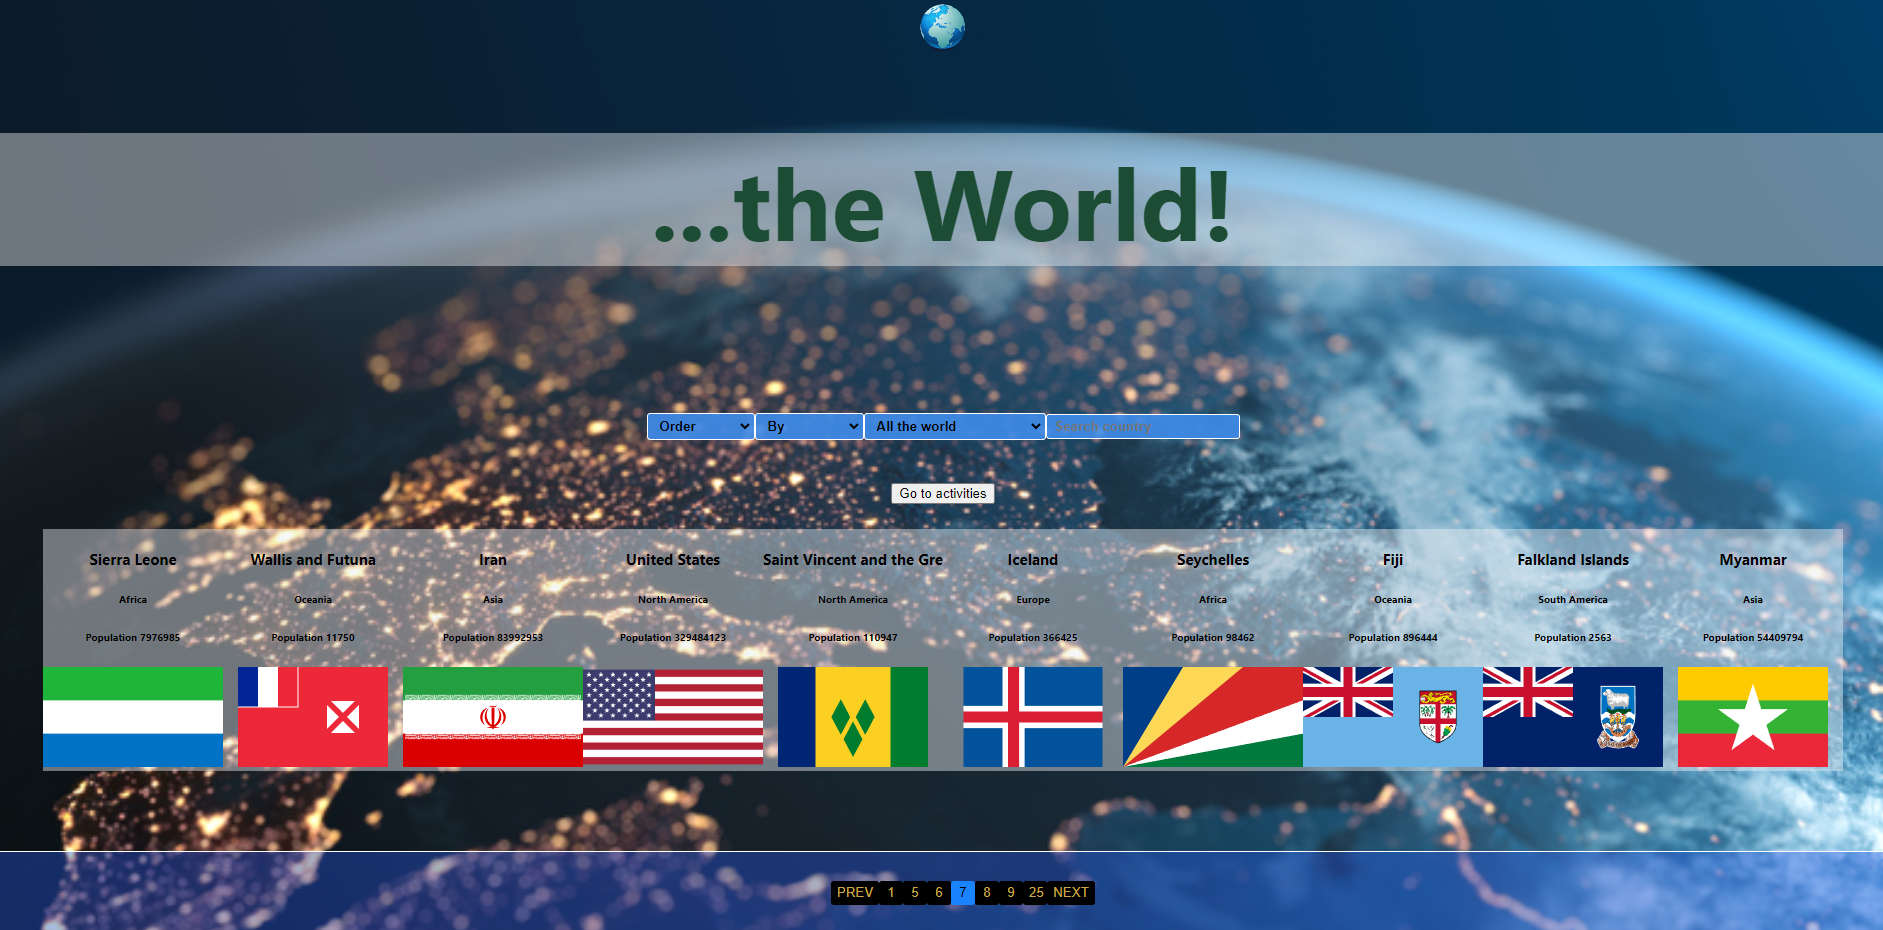 ...the World!
Order By All the world Search country
Go to activities
Sierra Leone Wallis and Futuna Iran United States Saint Vincent and the Gre Iceland Seychelles Fiji Falkland Islands Myanmar
Africa Oceania Asia North America North America Europe Africa Oceania South America Asia
Population 7976985 Population 11750 Population 83992953 Population 329484123 Population 110947 Population 366425 Population 98462 Population 896444 Population 2563 Population 54409794
PREV 1 5 6 7 8 9 25 NEXT